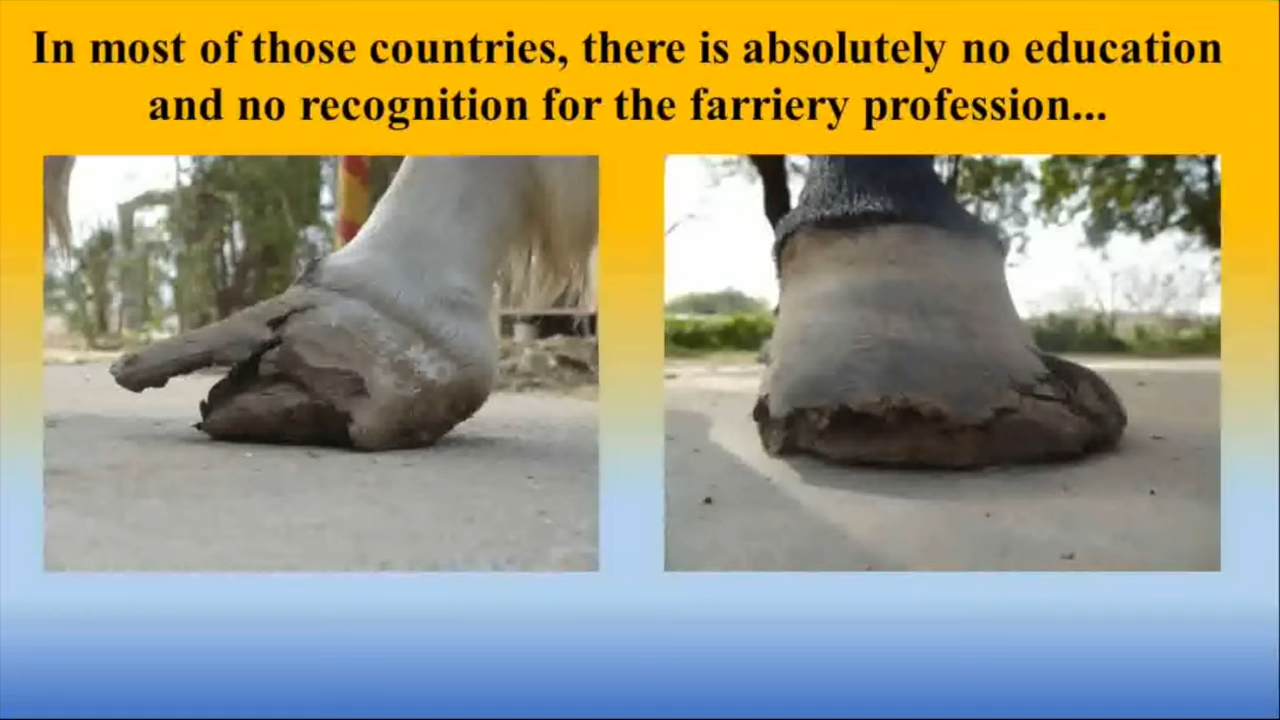 In most of those countries, there is absolutely no education
and no recognition for the farriery profession...